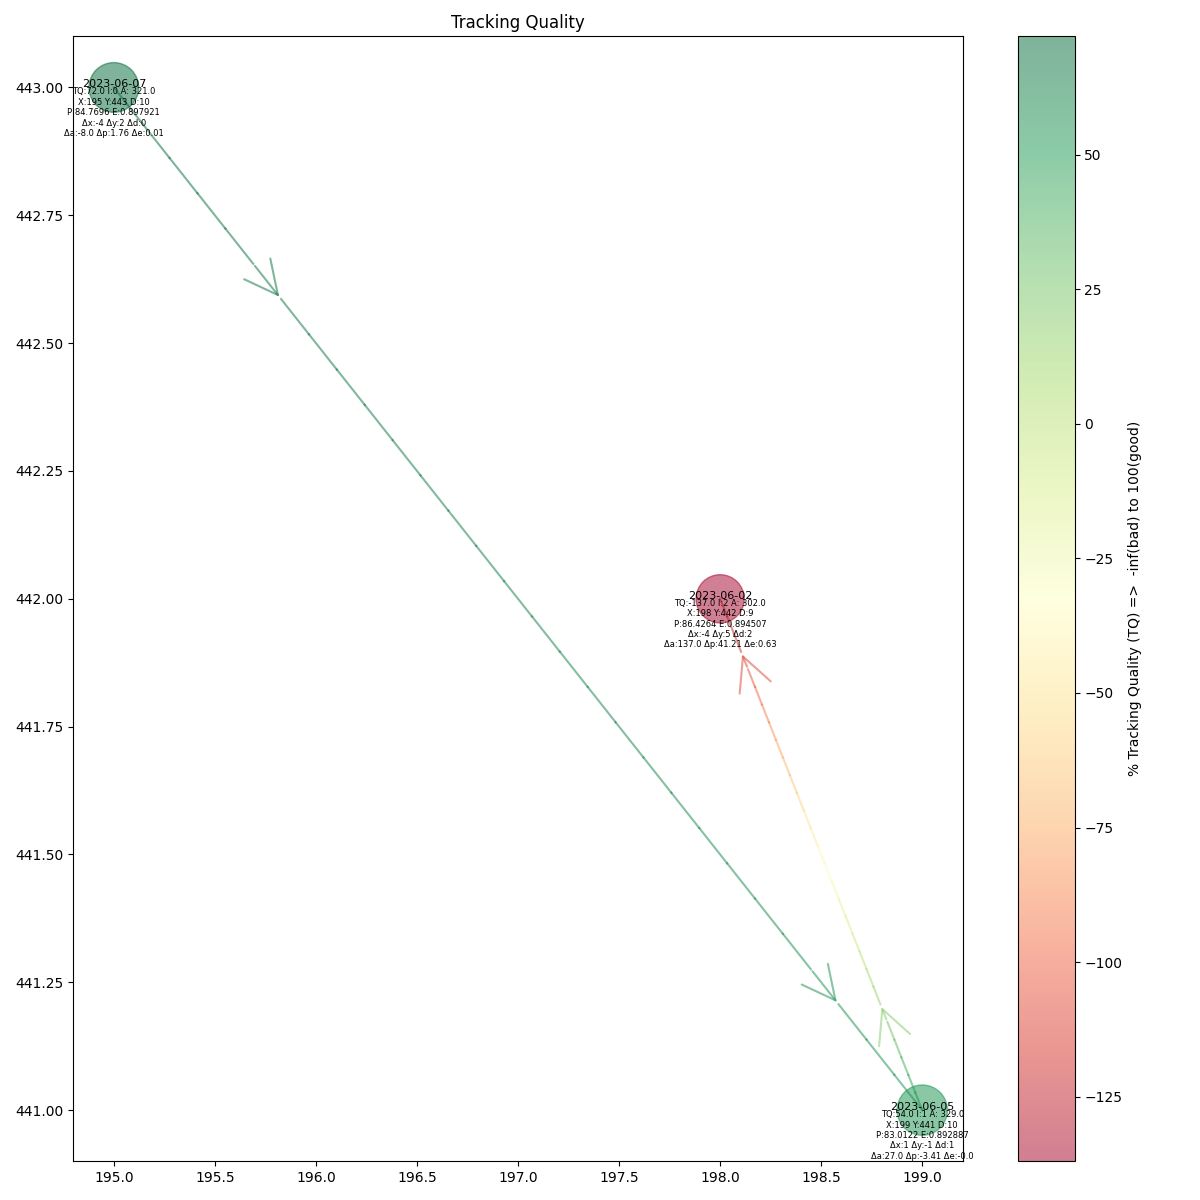 Tracking Quality
443.00
442.75
442.50
442.25
442.00
441.75
441.50
441.25
441.00
2023-06-07
TQ:72.0 I:0 A: 321.0
X:195 Y:443 D:10
P:84.7696 E:0.897921
Δx:-4 Δy:2 Δd:0
Δa:-8.0 Δp:1.76 Δe:0.01
2023-06-02
TQ:-137.0 I:2 A: 302.0
X:198 Y:442 D:9
P:86.4264 E:0.894507
Δx:-4 Δy:5 Δd:2
Δa:137.0 Δp:41.21 Δe:0.63
2023-06-05
TQ:54.0 I:1 A: 329.0
X:199 Y:441 D:10
P:83.0122 E:0.892887
Δx:1 Δy:-1 Δd:1
Δa:27.0 Δp:-3.41 Δe:-0.0
195.0 195.5 196.0 196.5 197.0 197.5 198.0 198.5 199.0
50
25
0
−25
−50
−75
−100
−125
% Tracking Quality (TQ) => -inf(bad) to 100(good)